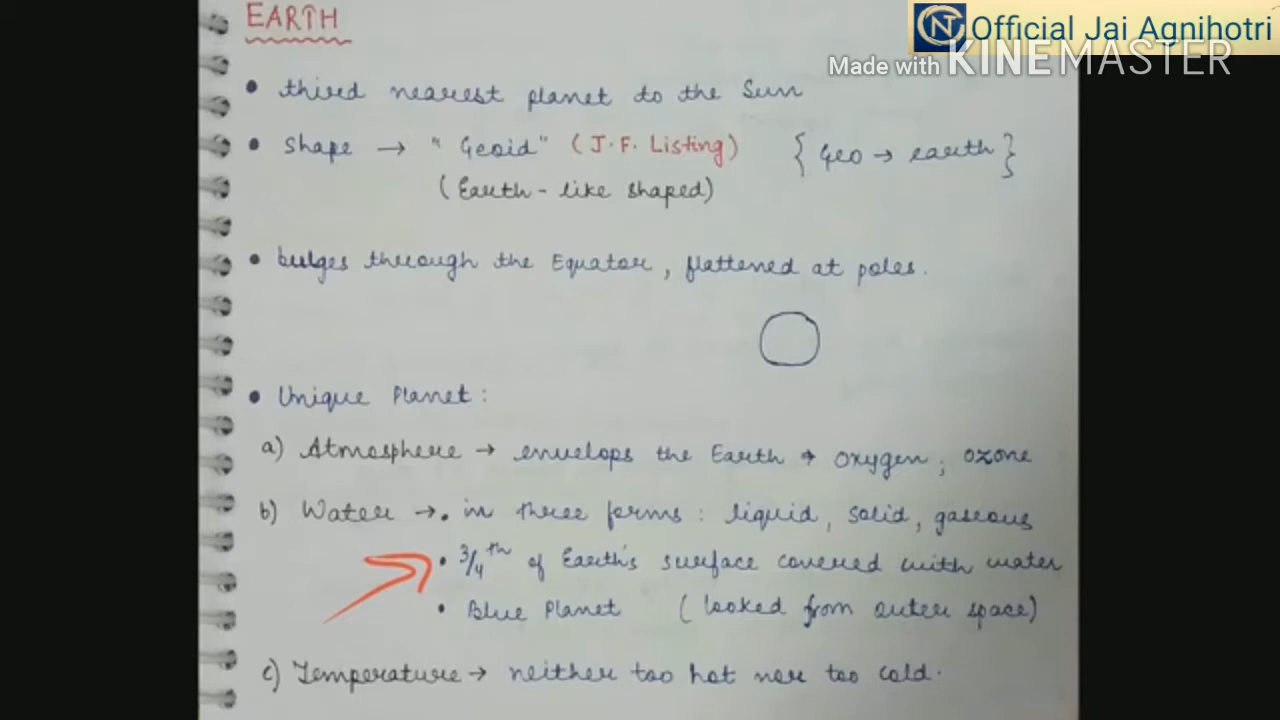 EARTH
Official Jai Agnihotri
Made with KINEMASTER
• third nearest planet to the Sun
• Shape → "Geoid" (J.F. Listing) {Geo → earth}
(Earth-like shaped)
• bulges through the Equator, flattened at poles.
• Unique Planet:
a) Atmosphere → envelops the Earth → oxygen, ozone
b) Water → • in three forms: liquid, solid, gaseous
• 3/4th of Earth's surface covered with water
• Blue Planet (looked from outer space)
c) Temperature → neither too hot nor too cold.